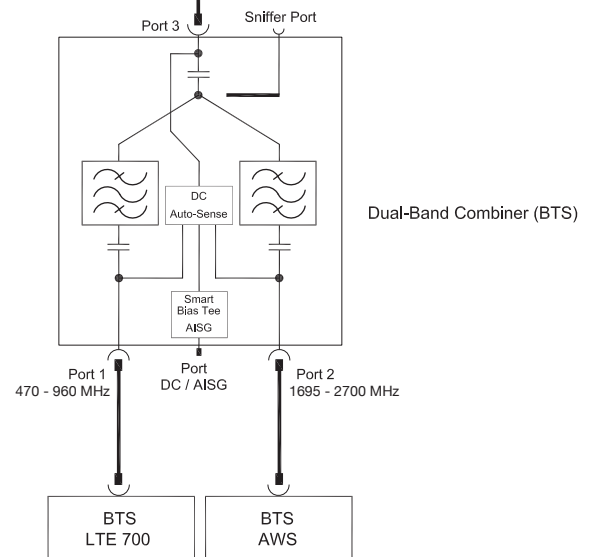 Port 3
Sniffer Port
DC
Auto-Sense
Dual-Band Combiner (BTS)
Smart
Bias Tee
AISG
Port 1
470 - 960 MHz
Port
DC / AISG
Port 2
1695 - 2700 MHz
BTS
LTE 700
BTS
AWS